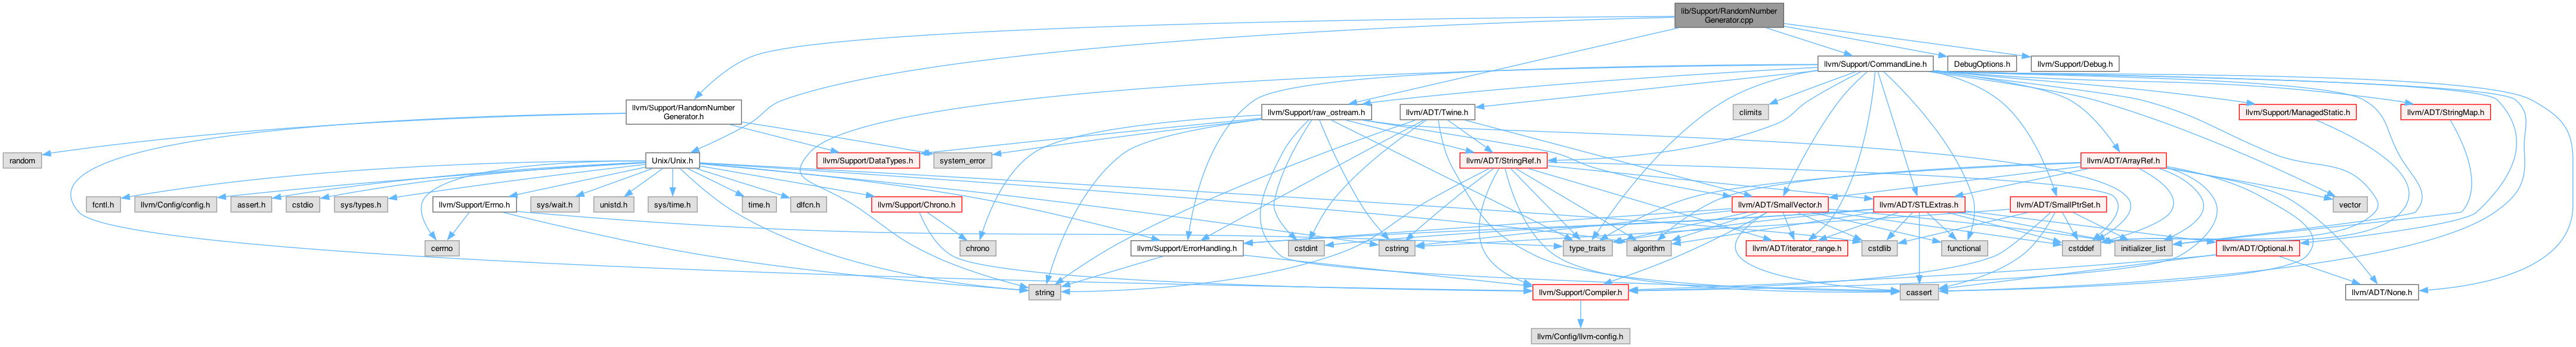 lib/Support/RandomNumber
Generator.cpp
llvm/Support/CommandLine.h
DebugOptions.h
llvm/Support/Debug.h
llvm/Support/RandomNumber
Generator.h
llvm/Support/raw_ostream.h
llvm/ADT/Twine.h
climits
llvm/Support/ManagedStatic.h
llvm/ADT/StringMap.h
random
Unix/Unix.h
llvm/Support/DataTypes.h
system_error
llvm/ADT/StringRef.h
llvm/ADT/ArrayRef.h
fcntl.h
llvm/Config/config.h
assert.h
cstdio
sys/types.h
llvm/Support/Errno.h
sys/wait.h
unistd.h
sys/time.h
time.h
dlfcn.h
llvm/Support/Chrono.h
llvm/ADT/SmallVector.h
llvm/ADT/STLExtras.h
llvm/ADT/SmallPtrSet.h
vector
cerrno
chrono
llvm/Support/ErrorHandling.h
cstdint
cstring
type_traits
algorithm
llvm/ADT/iterator_range.h
cstdlib
functional
cstddef
initializer_list
llvm/ADT/Optional.h
string
llvm/Support/Compiler.h
cassert
llvm/ADT/None.h
llvm/Config/llvm-config.h